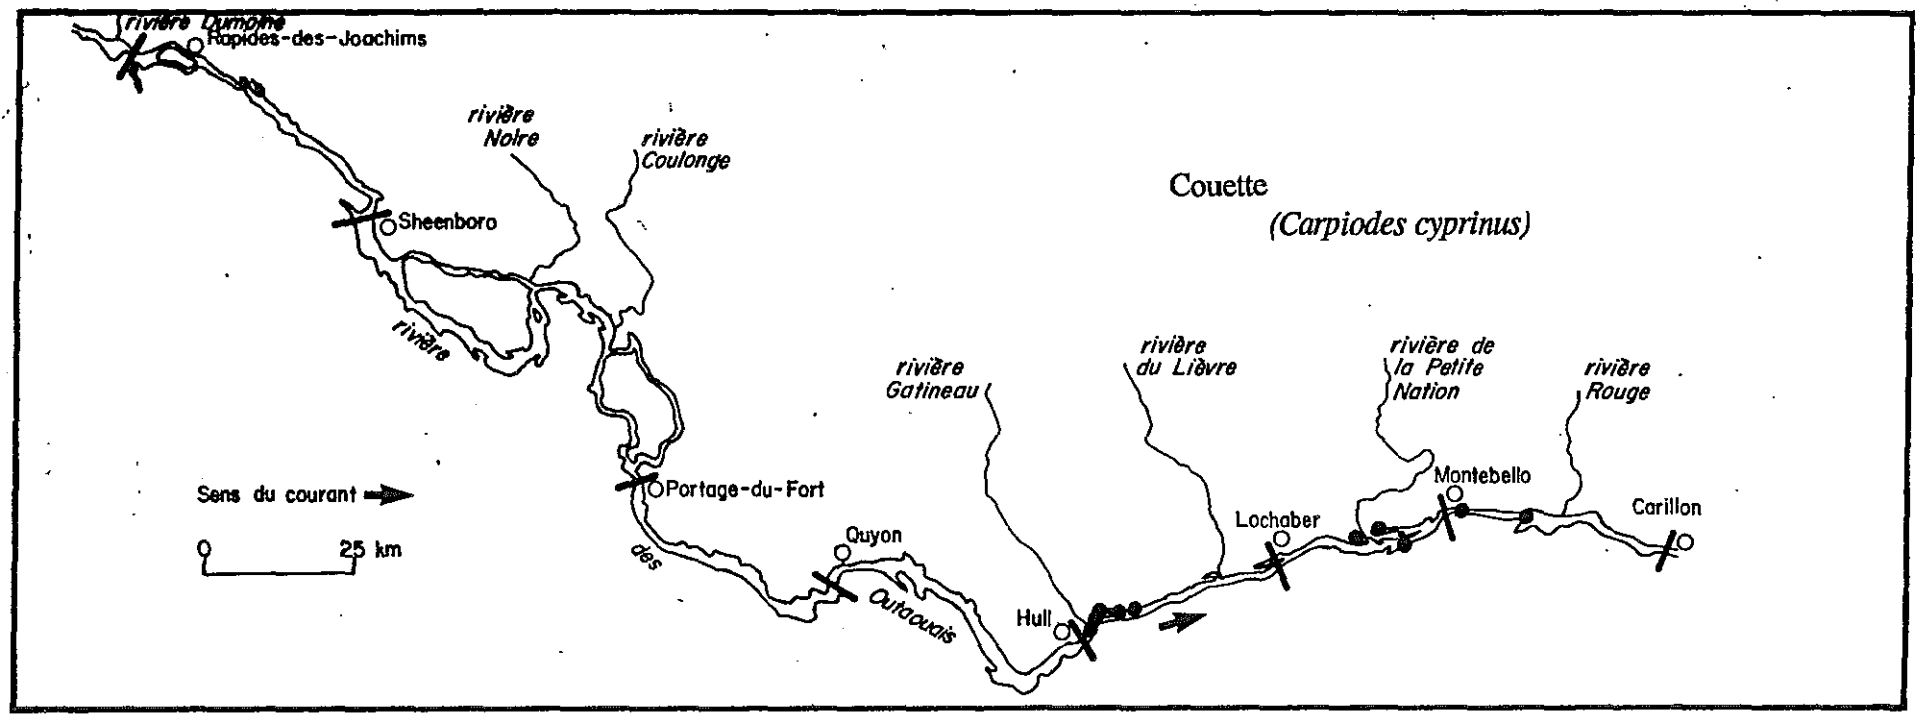 rivière Dumoine
Rapides-des-Joachims
rivière
Noire
rivière
Coulonge
Couette
(Carpiodes cyprinus)
Sheenboro
rivière
rivière
Gatineau
rivière
du Lièvre
rivière de
la Petite
Nation
rivière
Rouge
Sens du courant
Portage-du-Fort
Montebello
Carillon
Lochaber
Quyon
0 25 km
des
Outaouais
Hull